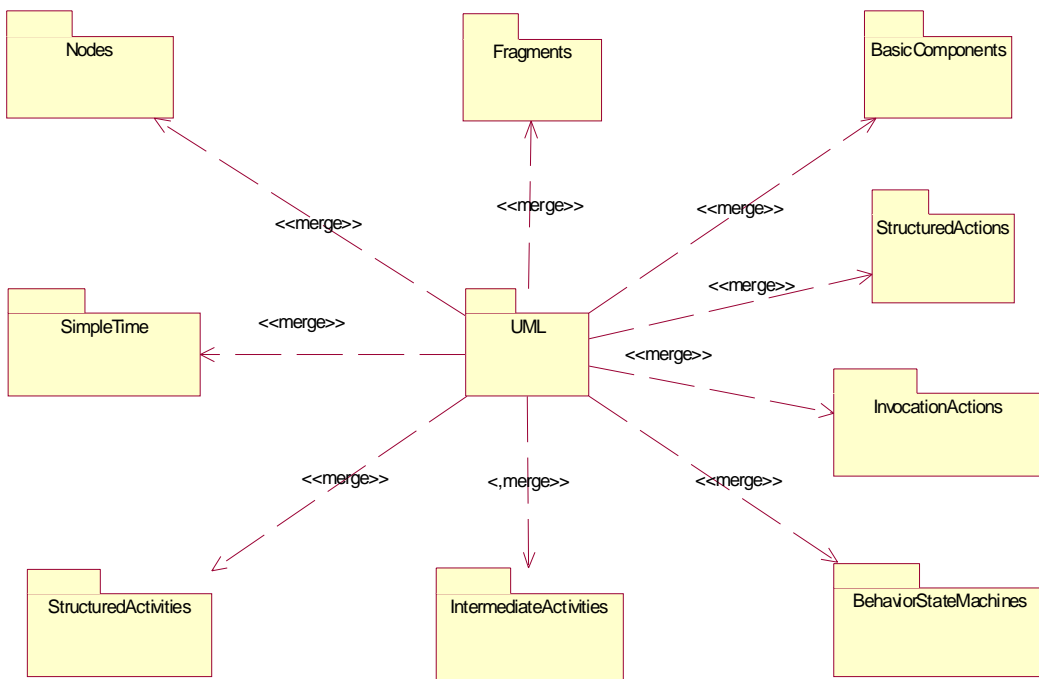 Nodes
Fragments
BasicComponents
<<merge>>
<<merge>>
<<merge>>
StructuredActions
<<merge>>
SimpleTime
<<merge>>
UML
<<merge>>
InvocationActions
<<merge>>
<,merge>>
<<merge>>
StructuredActivities
IntermediateActivities
BehaviorStateMachines